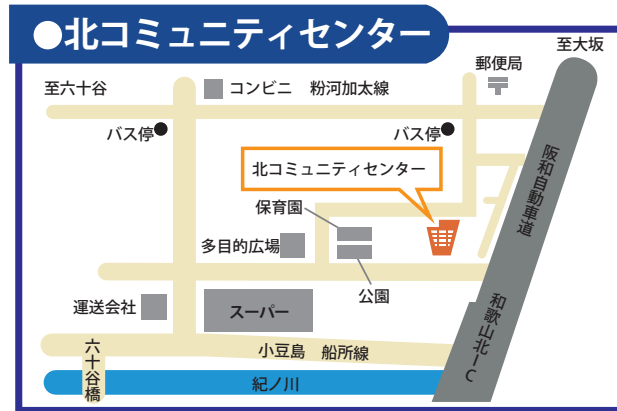 ●北コミュニティセンター
至大坂
郵便局
至六十谷
コンビニ
粉河加太線
バス停
バス停
北コミュニティセンター
阪和自動車道
保育園
多目的広場
公園
運送会社
スーパー
和歌山北IC
六十谷橋
小豆島 船所線
紀ノ川